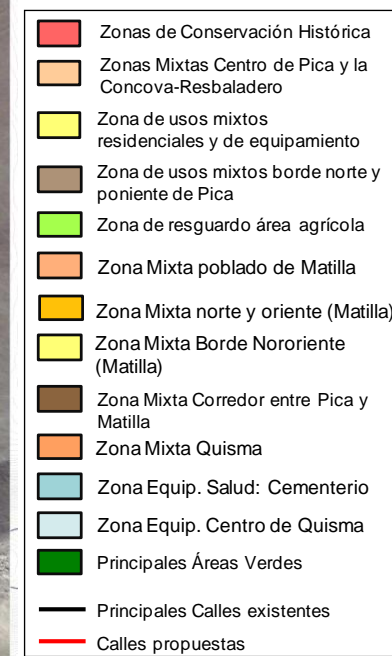 Zonas de Conservación Histórica
Zonas Mixtas Centro de Pica y la
Concova-Resbaladero
Zona de usos mixtos
residenciales y de equipamiento
Zona de usos mixtos borde norte y
poniente de Pica
Zona de resguardo área agrícola
Zona Mixta poblado de Matilla
Zona Mixta norte y oriente (Matilla)
Zona Mixta Borde Nororiente
(Matilla)
Zona Mixta Corredor entre Pica y
Matilla
Zona Mixta Quisma
Zona Equip. Salud: Cementerio
Zona Equip. Centro de Quisma
Principales Áreas Verdes
Principales Calles existentes
Calles propuestas